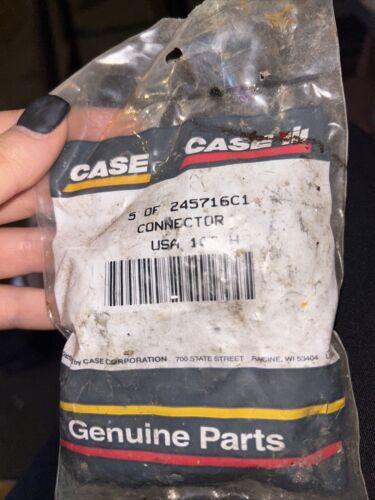 CASE CASE IH
5 OF 245716C1
CONNECTOR
USA
by CASE CORPORATION 700 STATE STREET RACINE, WI 53404
Genuine Parts